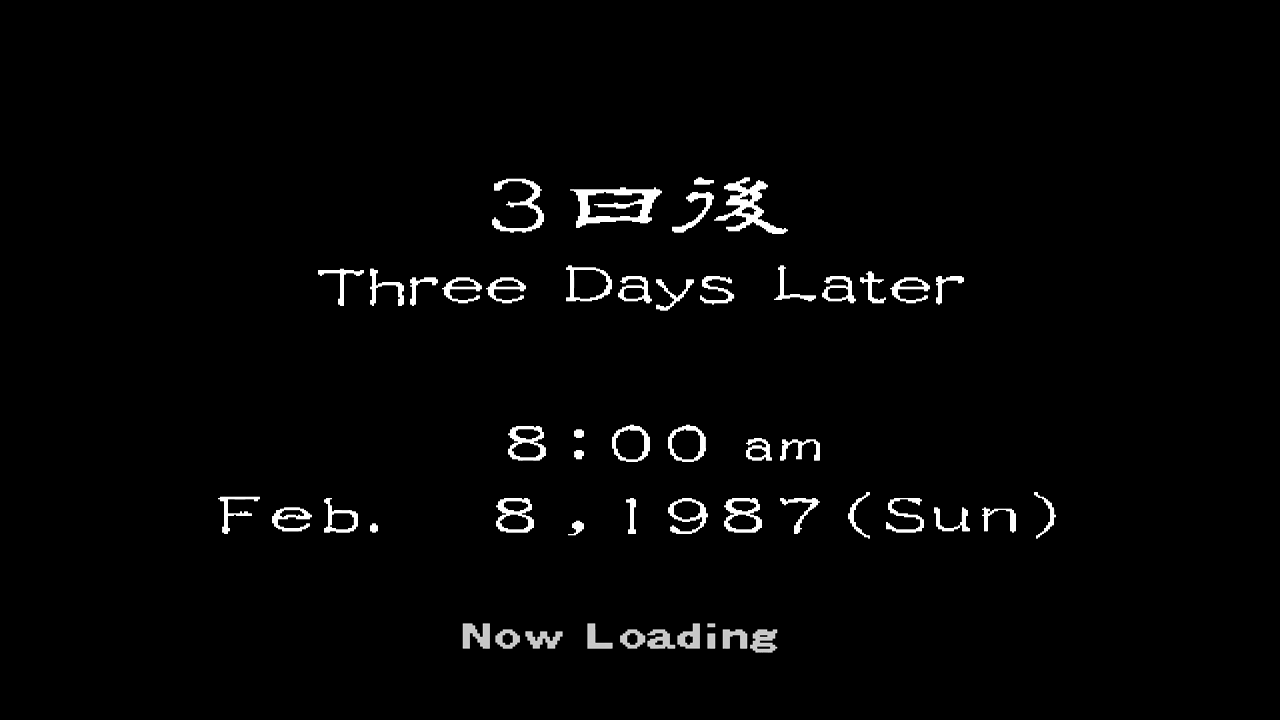 3日後
Three Days Later
8:00 am
Feb. 8,1987(Sun)
Now Loading